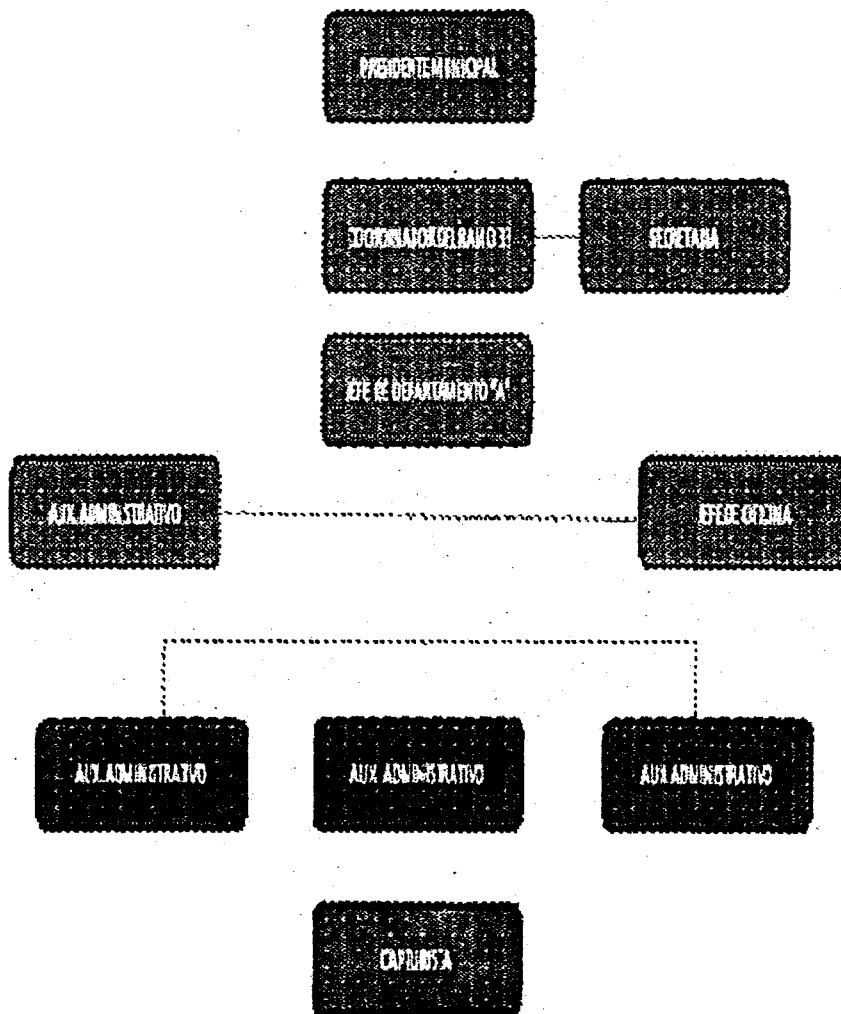 PRESIDENTE MUNICIPAL
COORDINADOR DEL RAMO 33
SECRETARIA
JEFE DE DEPARTAMENTO "A"
AUX. ADMINISTRATIVO
JEFE DE OFICINA
AUX. ADMINISTRATIVO
AUX. ADMINISTRATIVO
AUX. ADMINISTRATIVO
CAPTURISTA